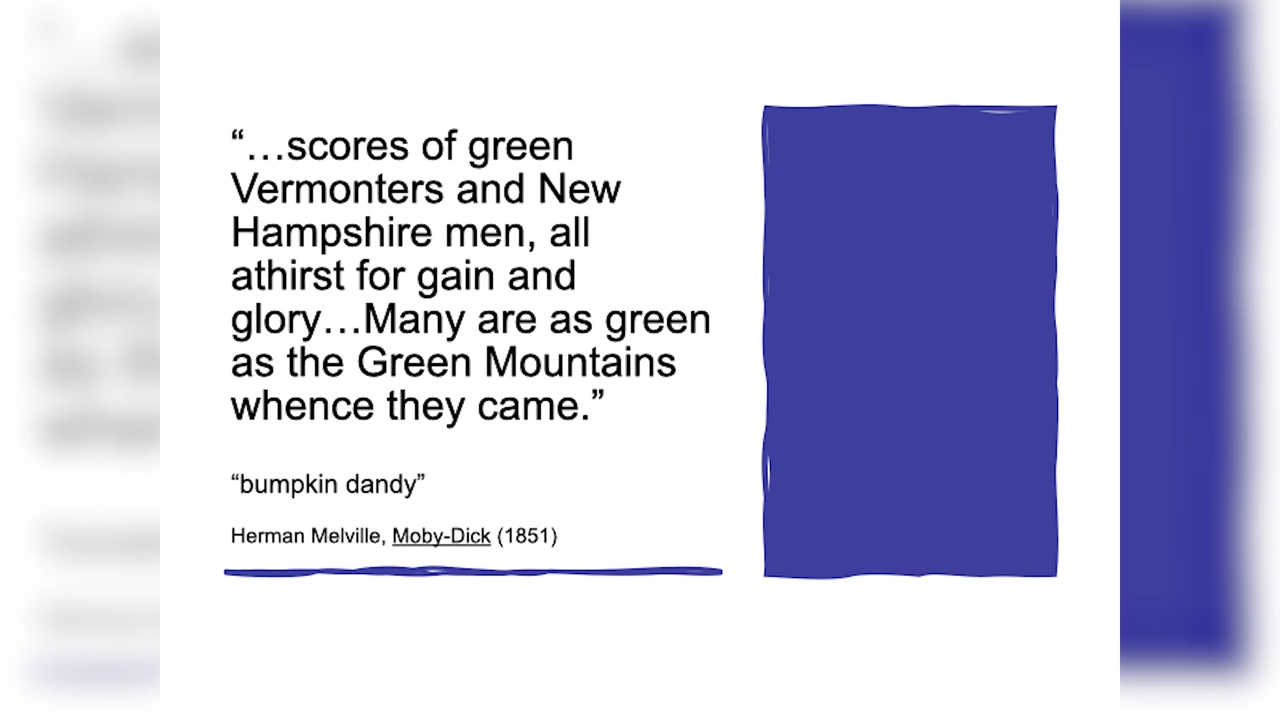 “…scores of green
Vermonters and New
Hampshire men, all
athirst for gain and
glory…Many are as green
as the Green Mountains
whence they came.”
“bumpkin dandy”
Herman Melville, Moby-Dick (1851)